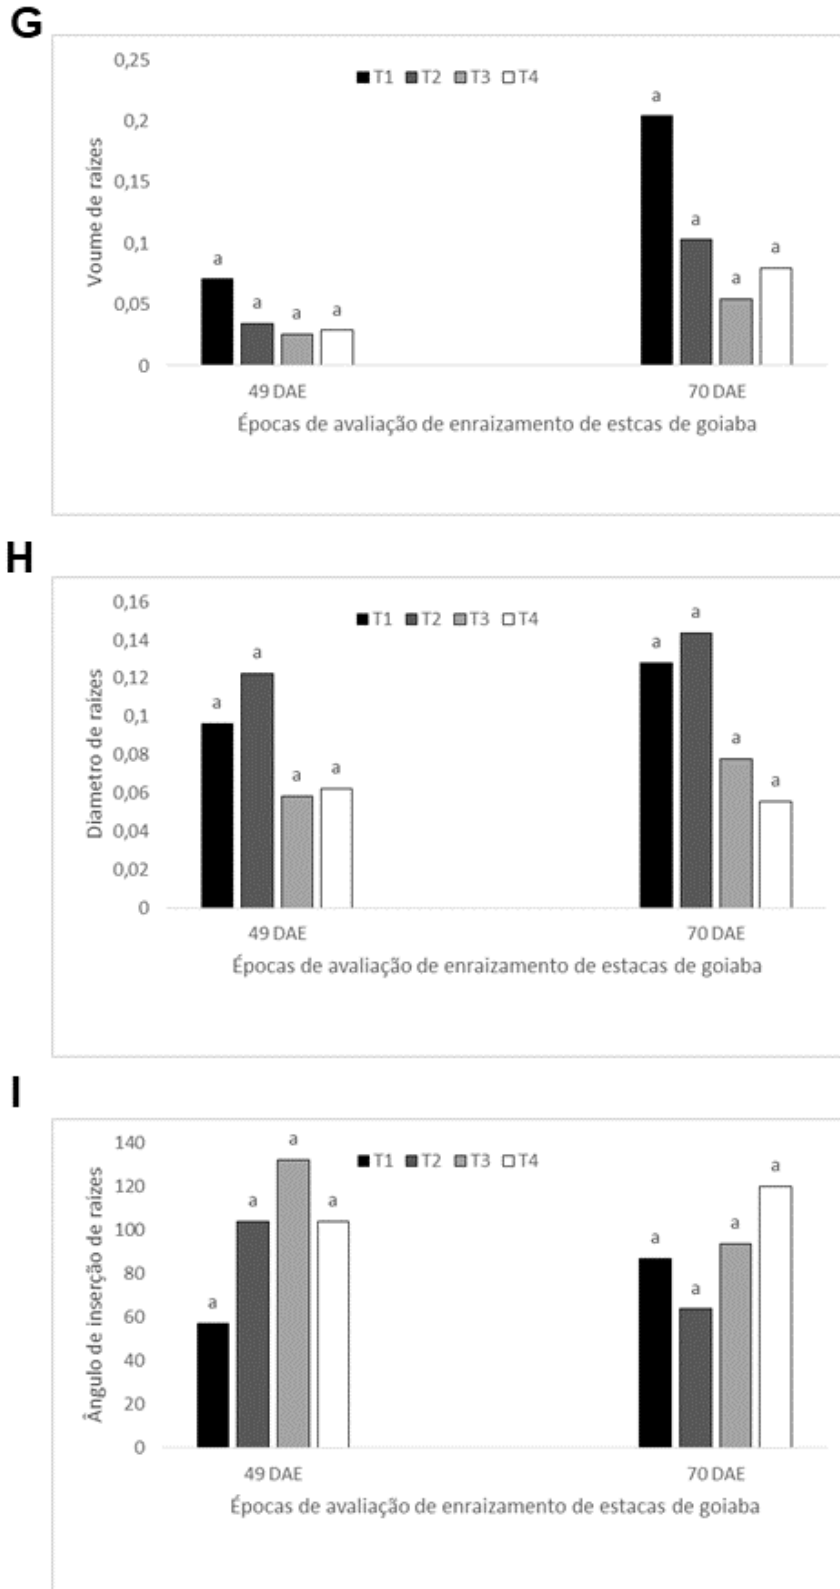 G
0,25
T1 T2 T3 T4
a
0,2
Voume de raízes
0,15
a
0,1
a
a
a
0,05
a
a
a
0
49 DAE
70 DAE
Épocas de avaliação de enraizamento de estcas de goiaba
H
0,16
T1 T2 T3 T4
a
0,14
a
a
0,12
a
0,1
Diametro de raízes
0,08
a
a
a
a
0,06
0,04
0,02
0
49 DAE
70 DAE
Épocas de avaliação de enraizamento de estacas de goiaba
I
140
a
T1 T2 T3 T4
a
120
a
a
100
a
a
80
Ângulo de inserção de raízes
a
60
a
40
20
0
49 DAE
70 DAE
Épocas de avaliação de enraizamento de estacas de goiaba